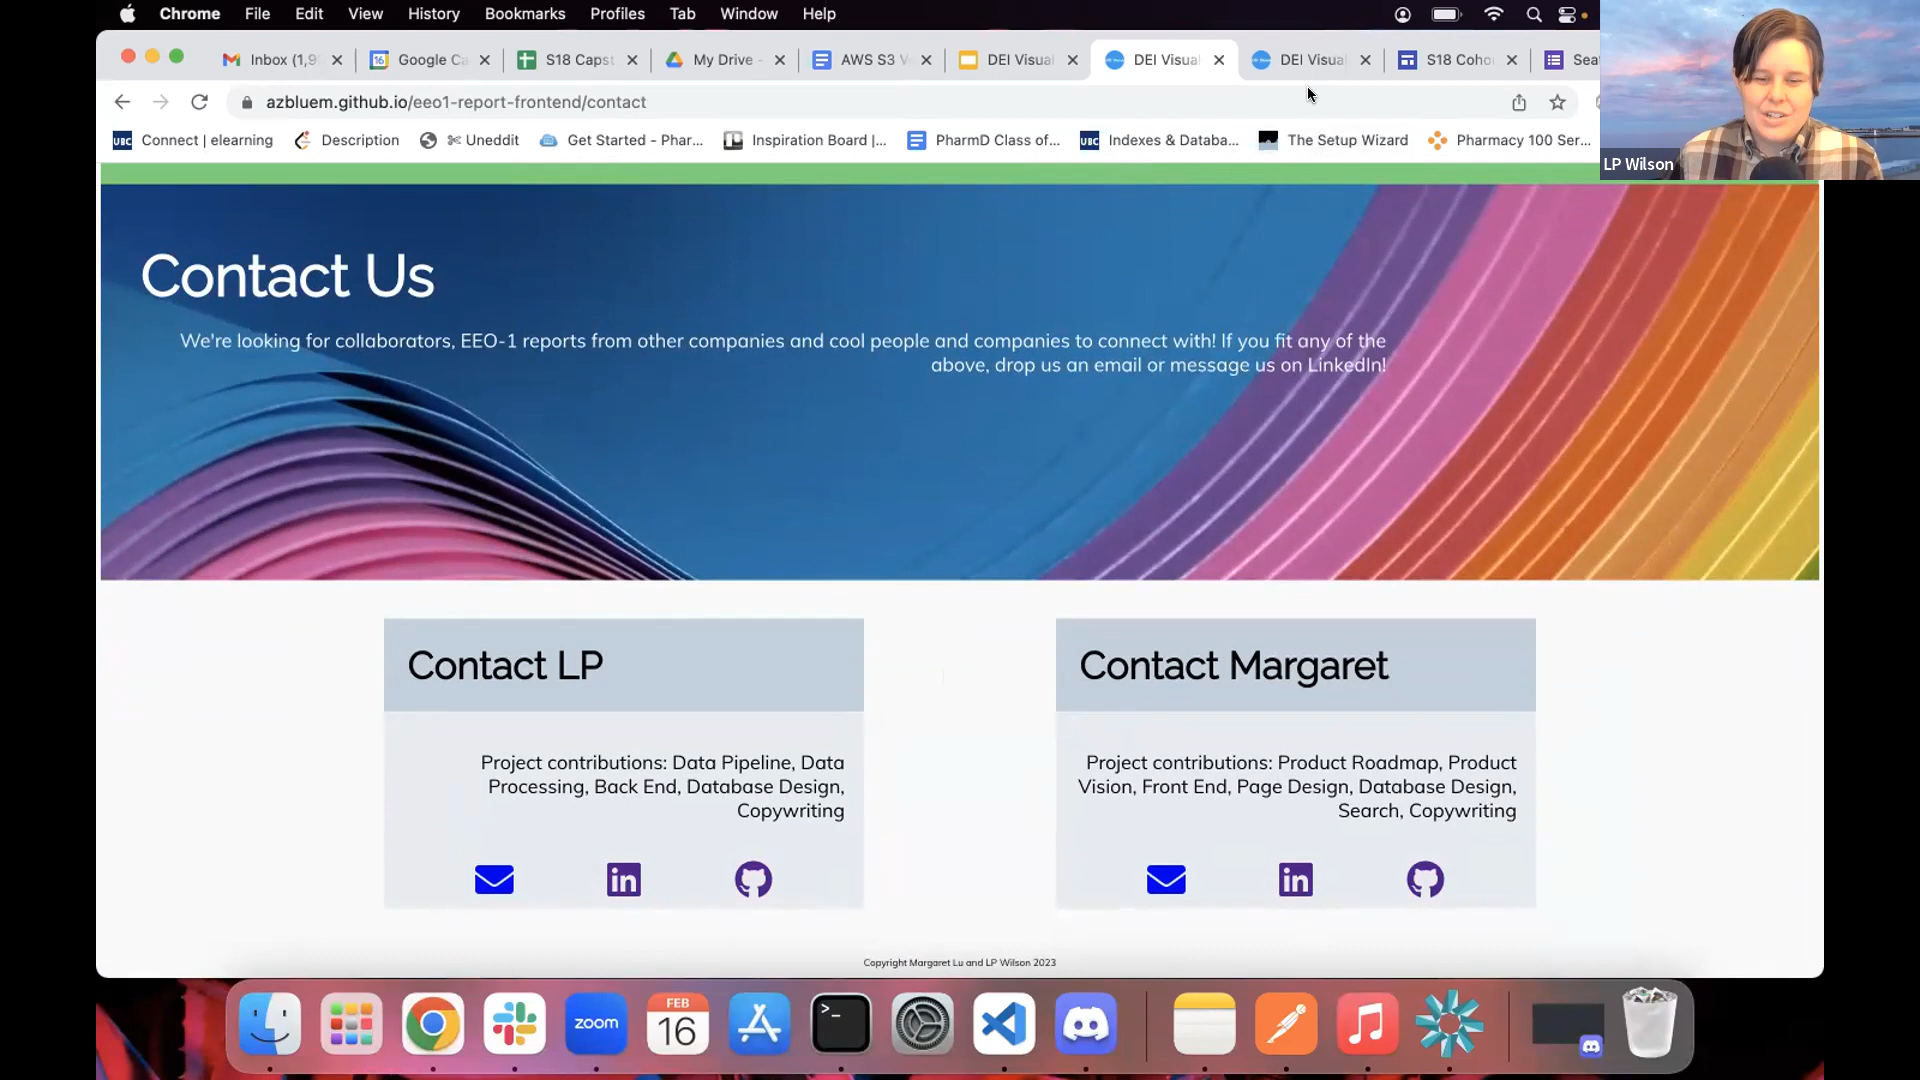 Chrome File Edit View History Bookmarks Profiles Tab Window Help
Inbox (1,9 Google Ca S18 Capst My Drive - AWS S3 V DEI Visual DEI Visual DEI Visual S18 Coho Sea
azbluem.github.io/eeo1-report-frontend/contact
Connect | elearning Description ✂ Uneddit Get Started - Phar... Inspiration Board |... PharmD Class of... Indexes & Databa... The Setup Wizard Pharmacy 100 Ser...
LP Wilson
Contact Us
We're looking for collaborators, EEO-1 reports from other companies and cool people and companies to connect with! If you fit any of the
above, drop us an email or message us on LinkedIn!
Contact LP
Project contributions: Data Pipeline, Data
Processing, Back End, Database Design,
Copywriting
Contact Margaret
Project contributions: Product Roadmap, Product
Vision, Front End, Page Design, Database Design,
Search, Copywriting
Copyright Margaret Lu and LP Wilson 2023
zoom
FEB
16